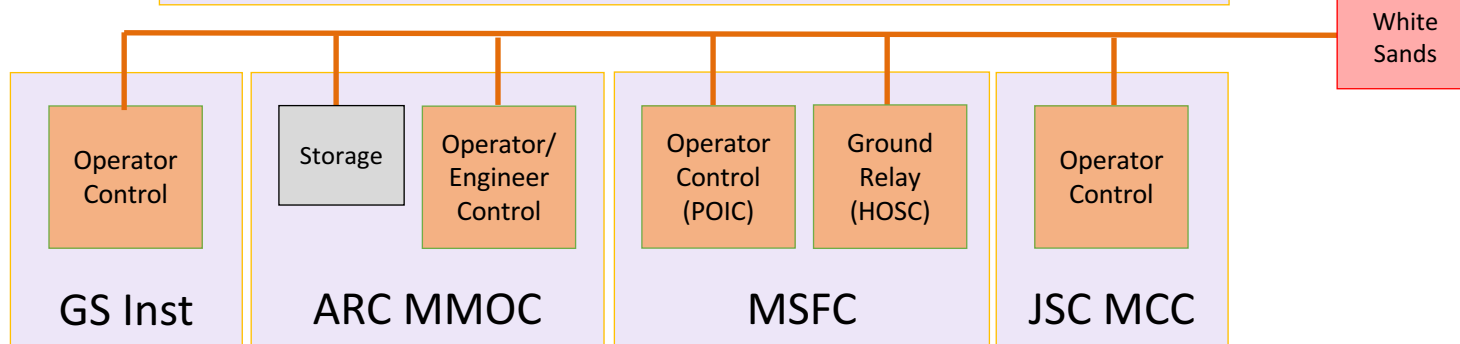 White
Sands
Operator
Control
Storage
Operator/
Engineer
Control
Operator
Control
(POIC)
Ground
Relay
(HOSC)
Operator
Control
GS Inst
ARC MMOC
MSFC
JSC MCC